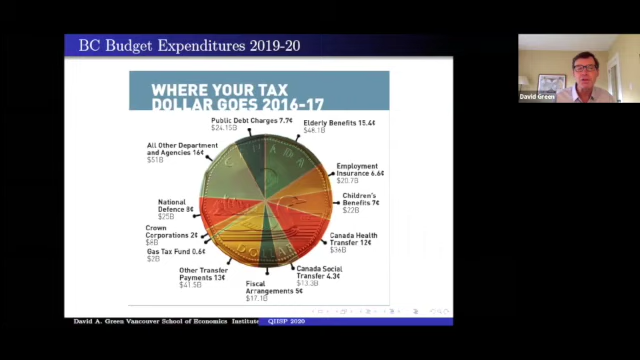 BC Budget Expenditures 2019-20
WHERE YOUR TAX
DOLLAR GOES 2016-17
Public Debt Charges 7.7¢
$24.15B
Elderly Benefits 15.4¢
$48.1B
All Other Department
and Agencies 16¢
$51B
Employment
Insurance 6.6¢
$20.7B
Children's
Benefits 7¢
$22B
National
Defence 8¢
$25B
Crown
Corporations 2¢
$8B
Canada Health
Transfer 12¢
$36B
Gas Tax Fund 0.6¢
$2B
Other Transfer
Payments 13¢
$41.5B
Fiscal
Arrangements 5¢
$17.1B
Canada Social
Transfer 4.3¢
$13.3B
CANADA
DOLLAR
David A. Green Vancouver School of Economics Institute
QIISP 2020
David Green